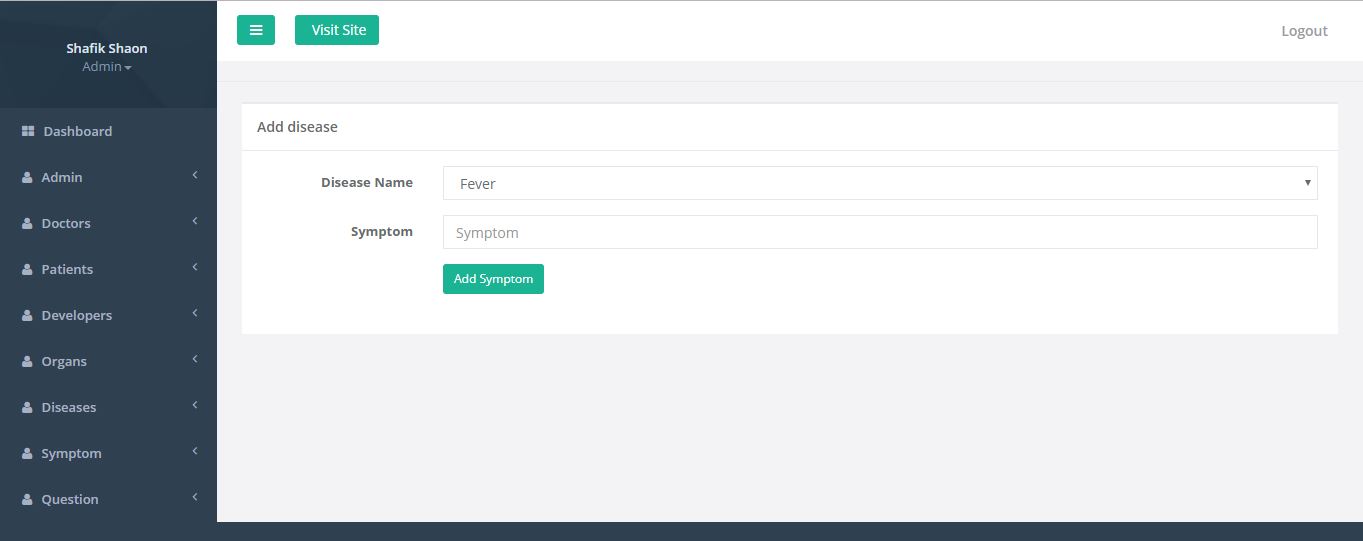 Shafik Shaon
Admin
Dashboard
Admin
Doctors
Patients
Developers
Organs
Diseases
Symptom
Question
Visit Site
Logout
Add disease
Disease Name
Fever
Symptom
Symptom
Add Symptom